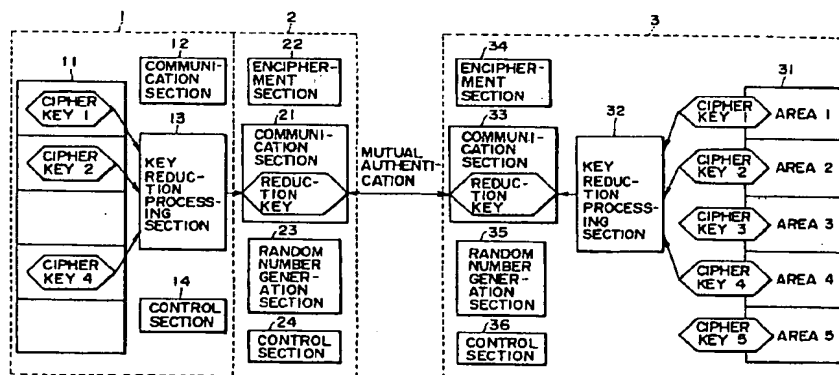 1
2
3
11
CIPHER
KEY 1
CIPHER
KEY 2
CIPHER
KEY 4
12
COMMUNI-
CATION
SECTION
13
KEY
REDUC-
TION
PROCESSING
SECTION
14
CONTROL
SECTION
22
ENCIPHER-
MENT
SECTION
21
COMMUNI-
CATION
SECTION
REDUC-
TION
KEY
23
RANDOM
NUMBER
GENER-
ATION
SECTION
24
CONTROL
SECTION
MUTUAL
AUTHENTI-
CATION
34
ENCIPHER-
MENT
SECTION
33
COMMUNI-
CATION
SECTION
REDUC-
TION
KEY
35
RANDOM
NUMBER
GENER-
ATION
SECTION
36
CONTROL
SECTION
32
KEY
REDUC-
TION
PROCESS-
ING
SECTION
31
CIPHER
KEY 1
AREA 1
CIPHER
KEY 2
AREA 2
CIPHER
KEY 3
AREA 3
CIPHER
KEY 4
AREA 4
CIPHER
KEY 5
AREA 5